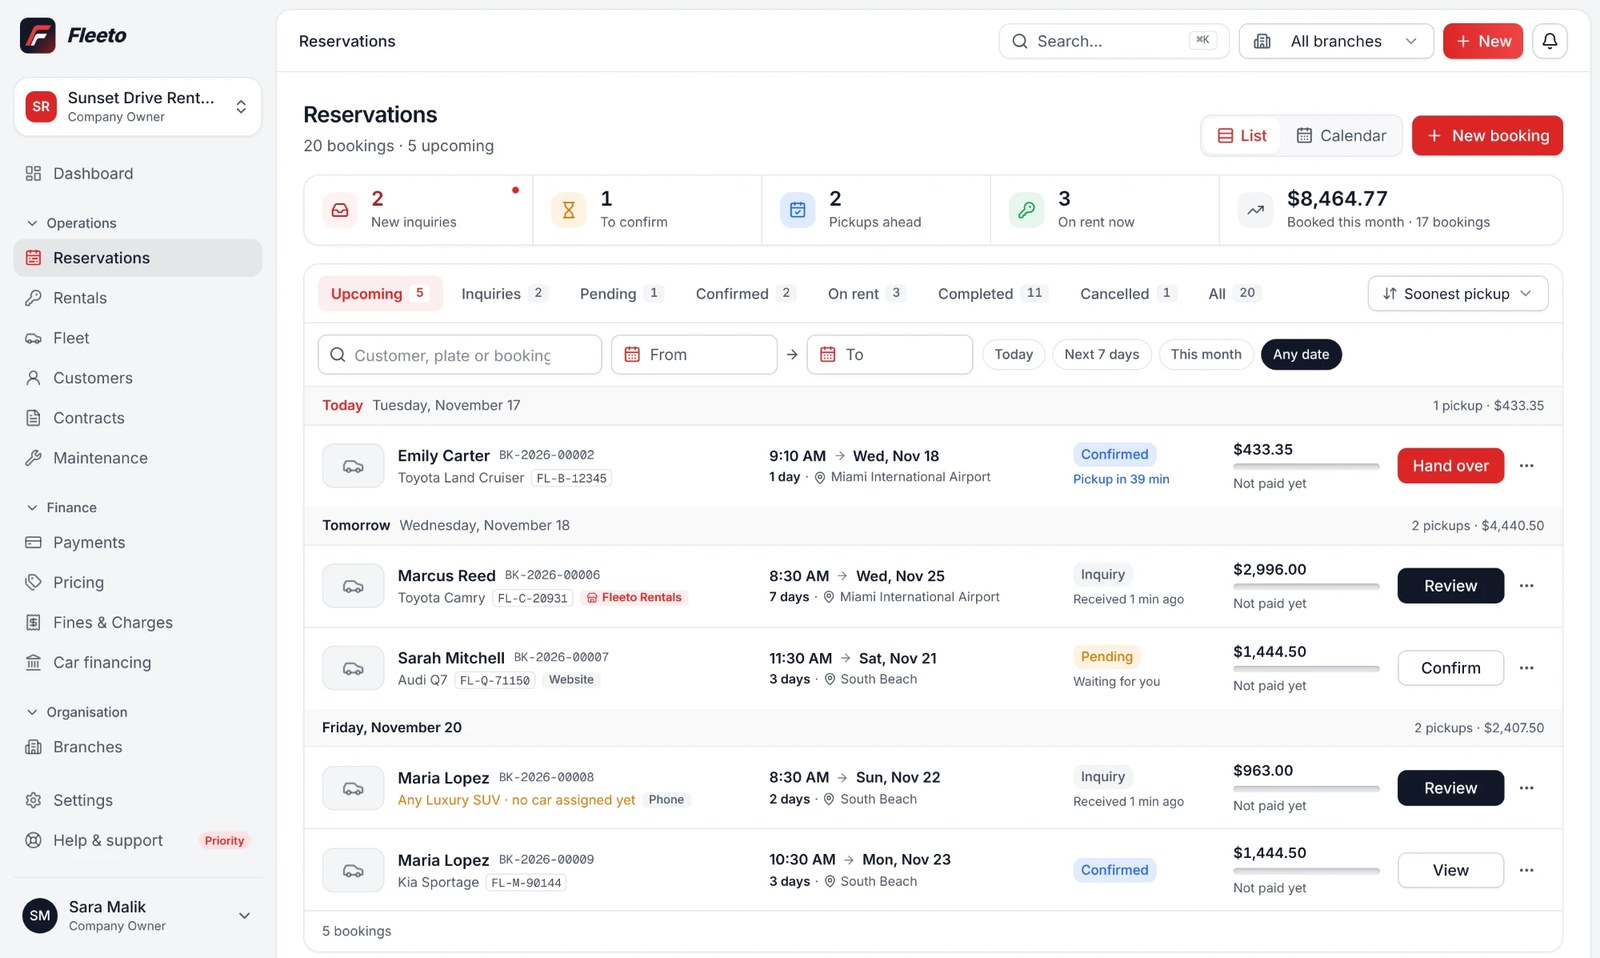 Fleeto
SR
Sunset Drive Rent...
Company Owner
Dashboard
Operations
Reservations
Rentals
Fleet
Customers
Contracts
Maintenance
Finance
Payments
Pricing
Fines & Charges
Car financing
Organisation
Branches
Settings
Help & support Priority
SM
Sara Malik
Company Owner
Reservations
Search... ⌘K
All branches
+ New
Reservations
20 bookings · 5 upcoming
List
Calendar
+ New booking
2
New inquiries
1
To confirm
2
Pickups ahead
3
On rent now
$8,464.77
Booked this month · 17 bookings
Upcoming 5 Inquiries 2 Pending 1 Confirmed 2 On rent 3 Completed 11 Cancelled 1 All 20
Soonest pickup
Customer, plate or booking
From → To
Today Next 7 days This month Any date
Today Tuesday, November 17 1 pickup · $433.35
Emily Carter BK-2026-00002
Toyota Land Cruiser FL-B-12345
9:10 AM → Wed, Nov 18
1 day · Miami International Airport
Confirmed
Pickup in 39 min
$433.35
Not paid yet
Hand over
Tomorrow Wednesday, November 18 2 pickups · $4,440.50
Marcus Reed BK-2026-00006
Toyota Camry FL-C-20931 Fleeto Rentals
8:30 AM → Wed, Nov 25
7 days · Miami International Airport
Inquiry
Received 1 min ago
$2,996.00
Not paid yet
Review
Sarah Mitchell BK-2026-00007
Audi Q7 FL-Q-71150 Website
11:30 AM → Sat, Nov 21
3 days · South Beach
Pending
Waiting for you
$1,444.50
Not paid yet
Confirm
Friday, November 20 2 pickups · $2,407.50
Maria Lopez BK-2026-00008
Any Luxury SUV · no car assigned yet Phone
8:30 AM → Sun, Nov 22
2 days · South Beach
Inquiry
Received 1 min ago
$963.00
Not paid yet
Review
Maria Lopez BK-2026-00009
Kia Sportage FL-M-90144
10:30 AM → Mon, Nov 23
3 days · South Beach
Confirmed
$1,444.50
Not paid yet
View
5 bookings